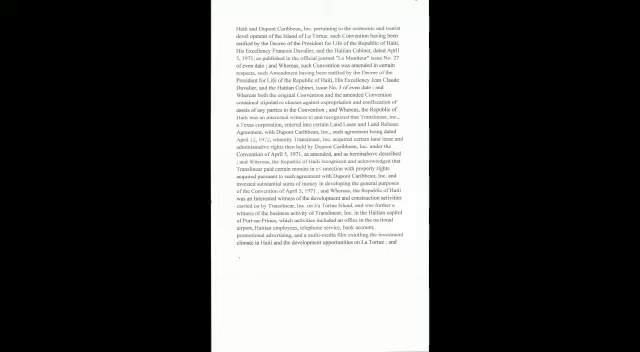 Haiti and Dupont Caribbean, Inc. pertaining to the economic and tourist
development of the Island of La Tortue, such Convention having been
ratified by the Decree of the President for Life of the Republic of Haiti,
His Excellency Francois Duvalier, and the Haitian Cabinet, dated April
5, 1971, as published in the official journal "Le Moniteur" issue No. 27
of even date ; and Whereas, such Convention was amended in certain
respects, such Amendment having been ratified by the Decree of the
President for Life of the Republic of Haiti, His Excellency Jean Claude
Duvalier, and the Haitian Cabinet, issue No. 3 of even date ; and
Whereas both the original Convention and the amended Convention
contained stipulative clauses against expropriation and confiscation of
assets of any parties to the Convention ; and Whereas, the Republic of
Haiti was an interested witness to and recognized that Translinear, Inc.,
a Texas corporation, entered into certain Land Lease and Land Release
Agreement, with Dupont Caribbean, Inc., such agreement being dated
April 12, 1972, whereby Translinear, Inc. acquired certain land lease and
administrative rights then held by Dupont Caribbean, Inc. under the
Convention of April 5, 1971, as amended, and as hereinabove described
; and Whereas, the Republic of Haiti recognized and acknowledged that
Translinear paid certain monies in connection with property rights
acquired pursuant to such agreement with Dupont Caribbean, Inc. and
invested substantial sums of money in developing the general purposes
of the Convention of April 5, 1971 ; and Whereas, the Republic of Haiti
was an Interested witness of the development and construction activities
carried on by Translinear, Inc. on La Tortue Island, and was further a
witness of the business activity of Translinear, Inc. in the Haitian capitol
of Port-au-Prince, which activities included an office in the national
airport, Haitian employees, telephone service, bank account,
promotional advertising, and a multi-media film extolling the investment
climate in Haiti and the development opportunities on La Tortue ; and